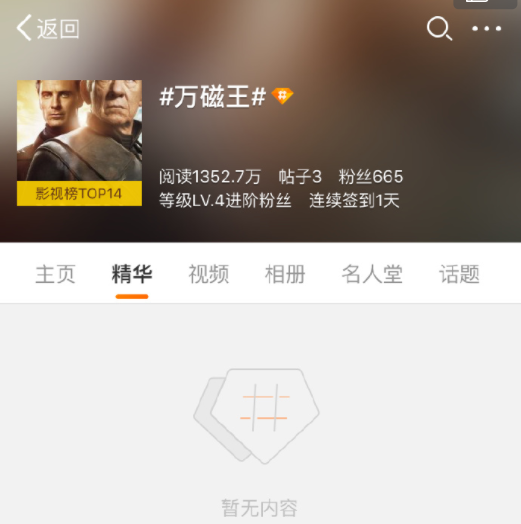 返回
#万磁王#
阅读1352.7万 帖子3 粉丝665
影视榜TOP14
等级LV.4进阶粉丝 连续签到1天
主页 精华 视频 相册 名人堂 话题
暂无内容